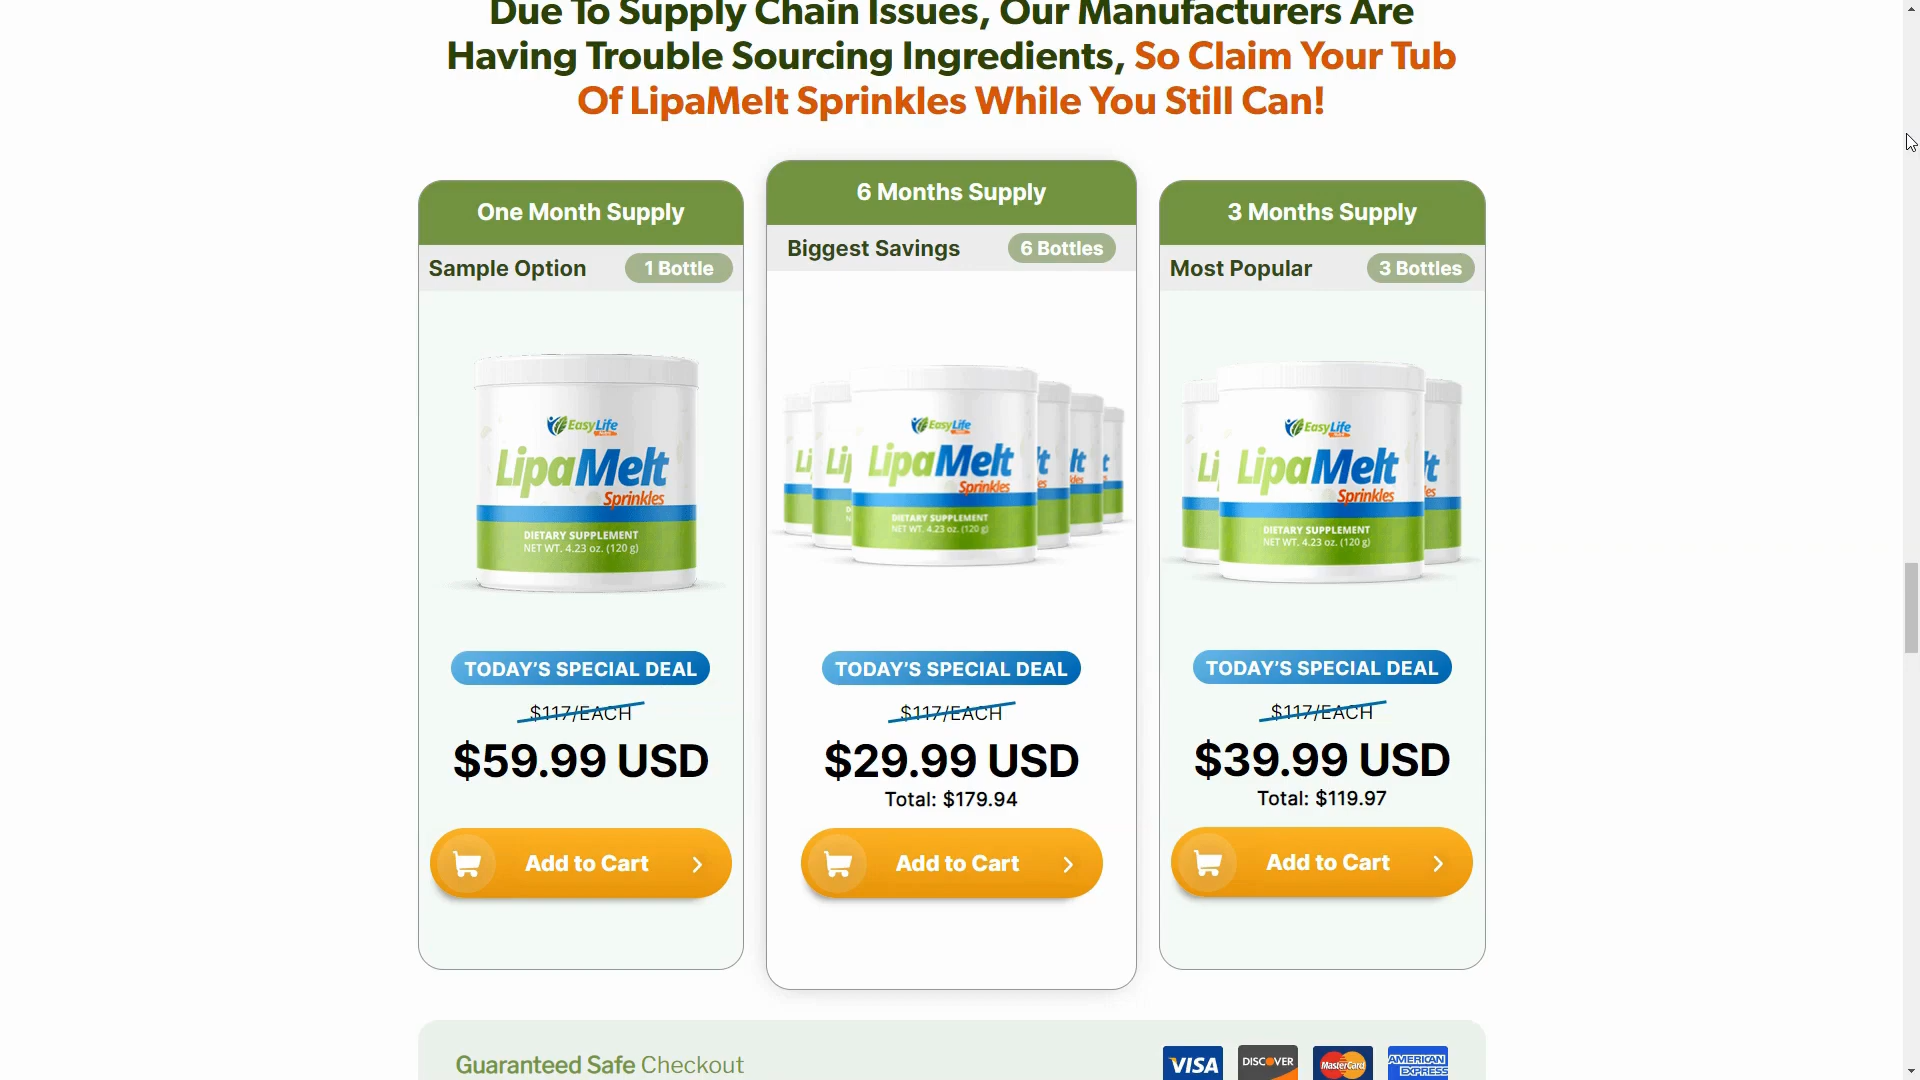 Due To Supply Chain Issues, Our Manufacturers Are
Having Trouble Sourcing Ingredients, So Claim Your Tub
Of LipaMelt Sprinkles While You Still Can!
One Month Supply
Sample Option
1 Bottle
EasyLife
LipaMelt
Sprinkles
DIETARY SUPPLEMENT
NET WT. 4.23 oz. (120 g)
TODAY’S SPECIAL DEAL
$117/EACH
$59.99 USD
Add to Cart
6 Months Supply
Biggest Savings
6 Bottles
EasyLife
LipaMelt
Sprinkles
DIETARY SUPPLEMENT
NET WT. 4.23 oz. (120 g)
TODAY’S SPECIAL DEAL
$117/EACH
$29.99 USD
Total: $179.94
Add to Cart
3 Months Supply
Most Popular
3 Bottles
EasyLife
LipaMelt
Sprinkles
DIETARY SUPPLEMENT
NET WT. 4.23 oz. (120 g)
TODAY’S SPECIAL DEAL
$117/EACH
$39.99 USD
Total: $119.97
Add to Cart
Guaranteed Safe Checkout
VISA
DISCOVER
MasterCard
AMERICAN
EXPRESS